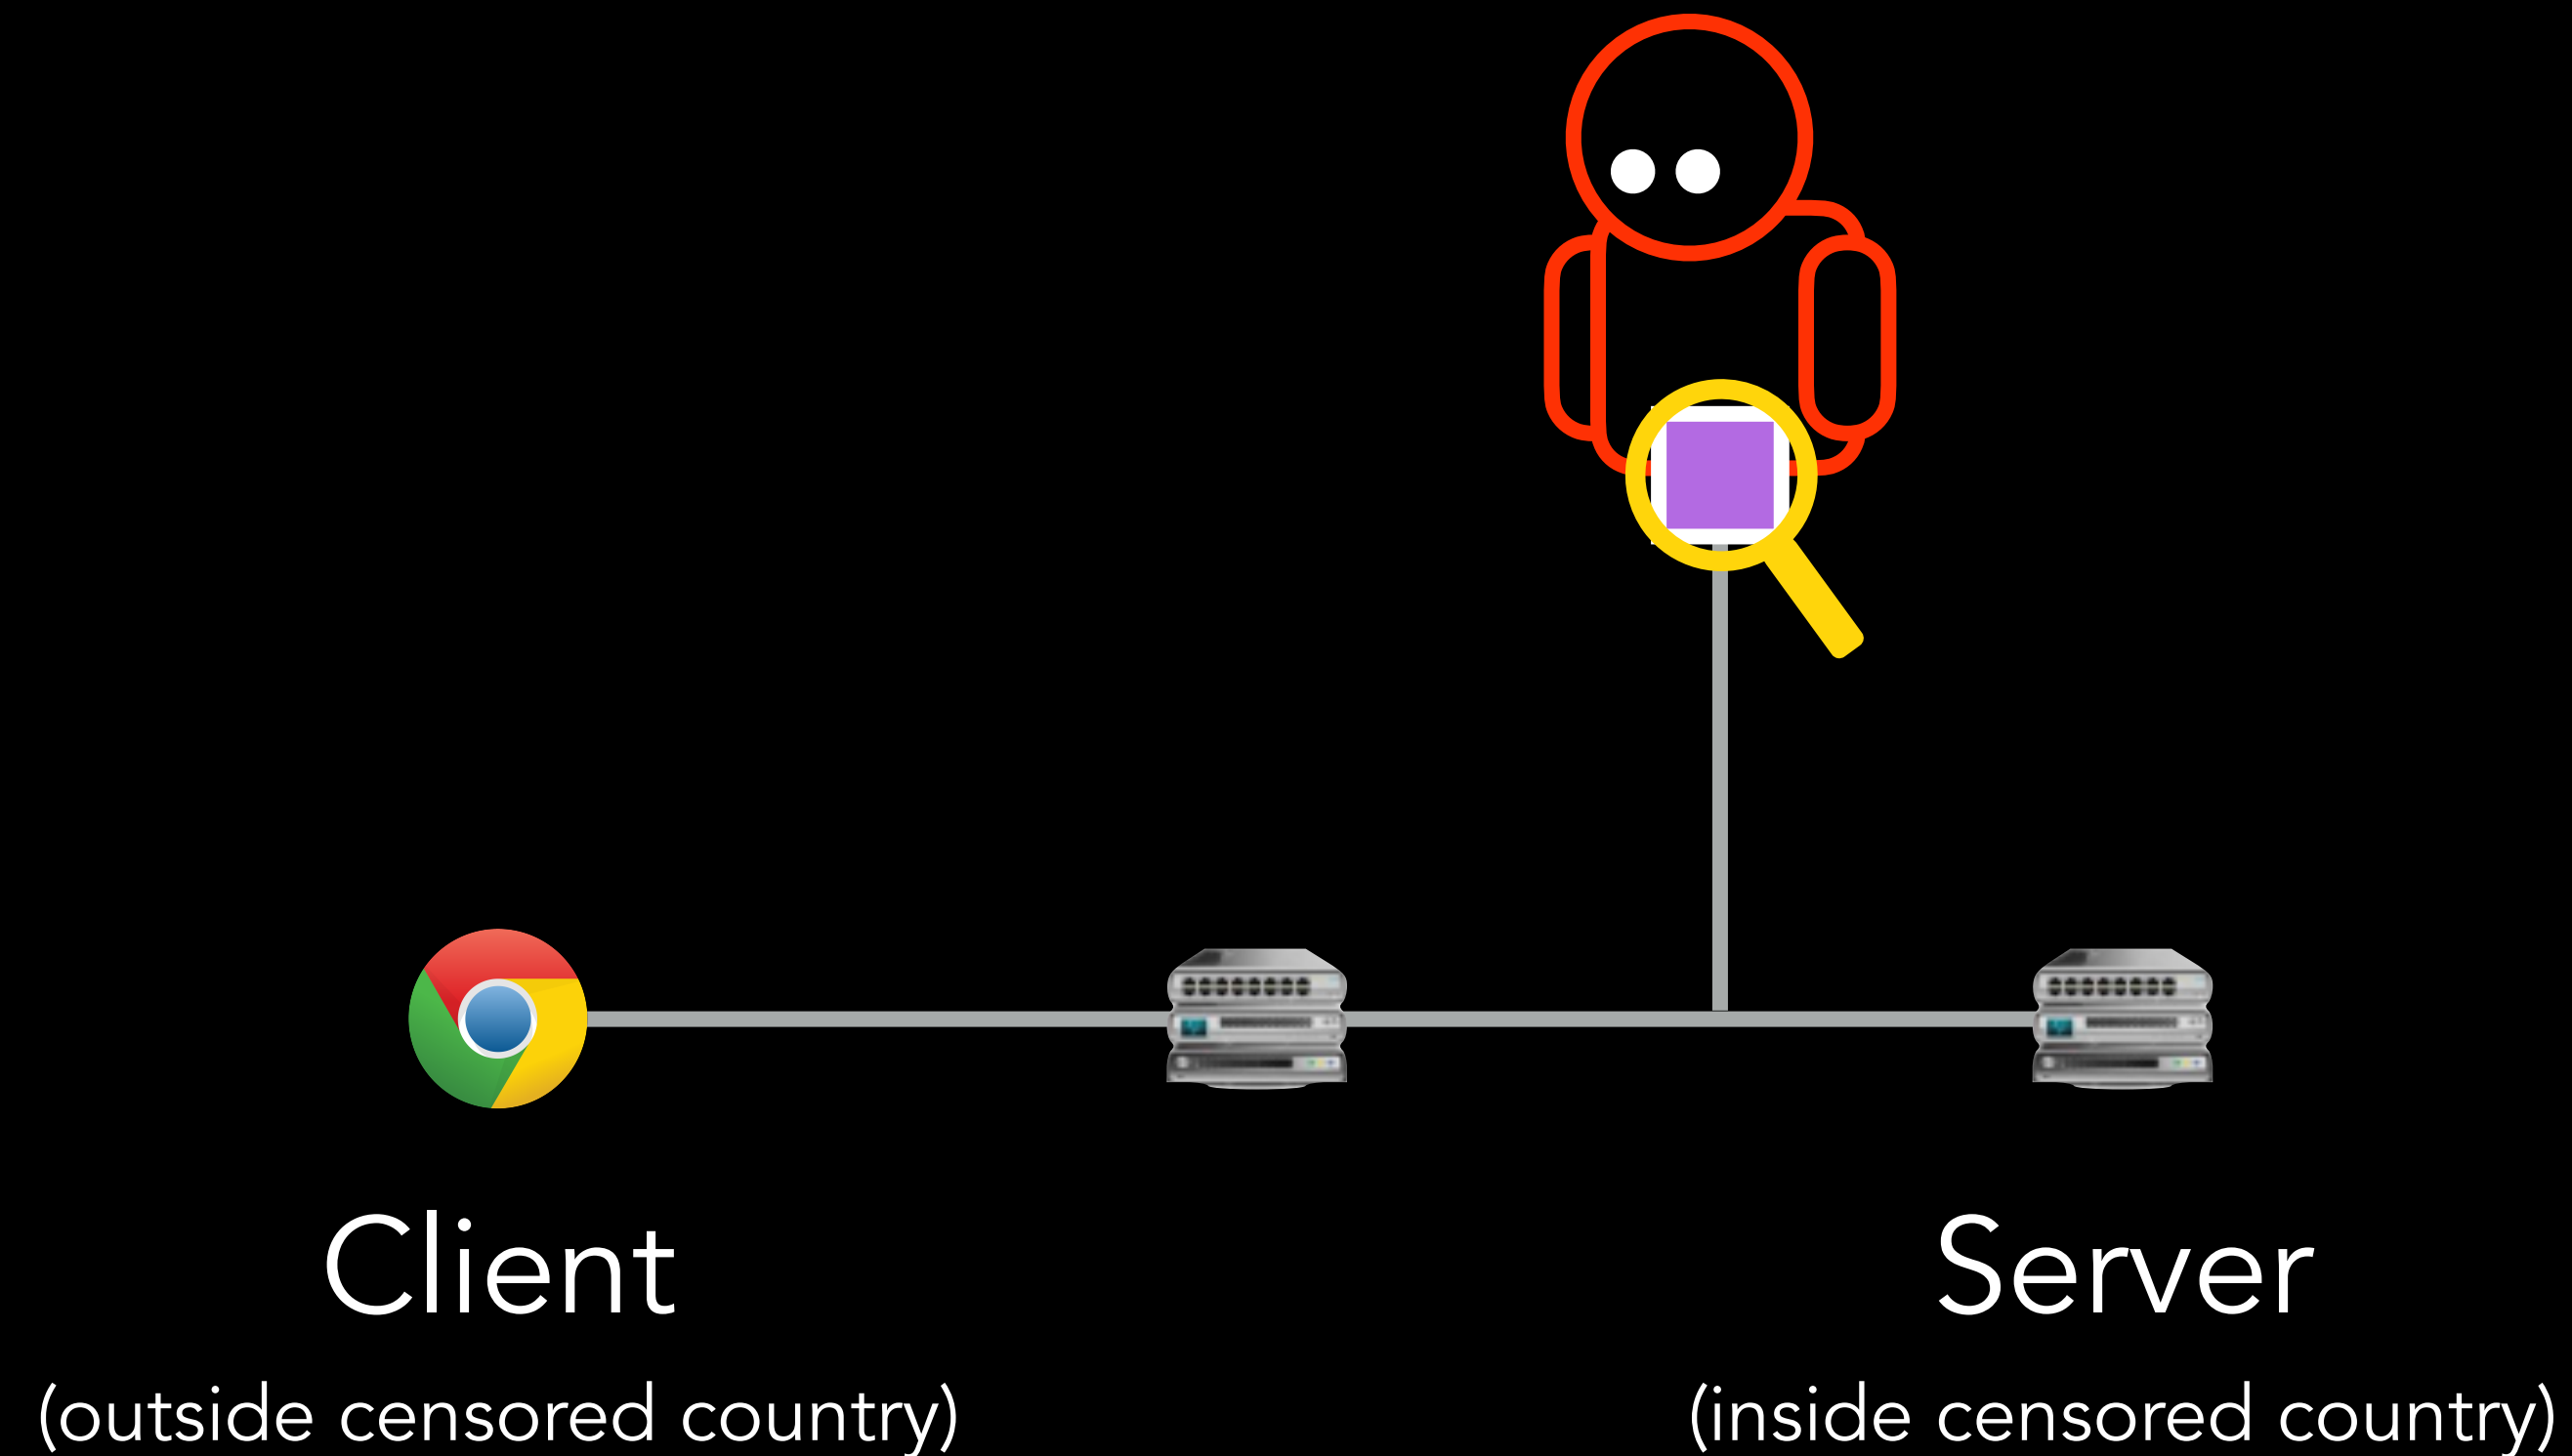 Client
Server
(outside censored country)
(inside censored country)